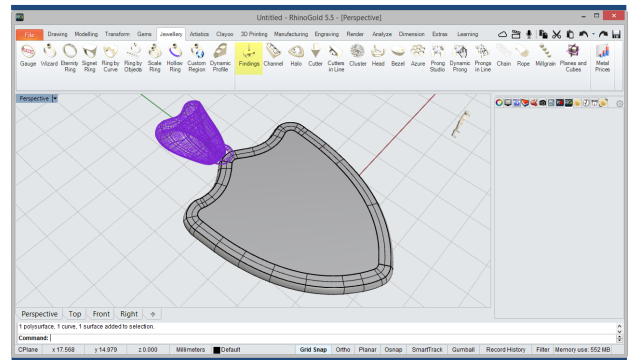 Untitled - RhinoGold 5.5 - [Perspective]
File Drawing Modelling Transform Gems Jewellery Artistics Clayoo 3D Printing Manufacturing Engraving Render Analyze Dimension Extras Learning
Gauge Wizard Eternity Signet Ring by Ring by Scale Hollow Custom Dynamic Findings Channel Halo Cutter Cutters Cluster Head Bezel Azure Prong Dynamic Prongs Chain Rope Millgrain Planes and Metal
Ring Ring Curve Objects Ring Ring Region Profile in Line Studio Prong in Line Cubes Prices
Perspective
Perspective Top Front Right
1 polysurface, 1 curve, 1 surface added to selection.
Command:
CPlane x 17.568 y 14.979 z 0.000 Millimeters Default Grid Snap Ortho Planar Osnap SmartTrack Gumball Record History Filter Memory use: 552 MB